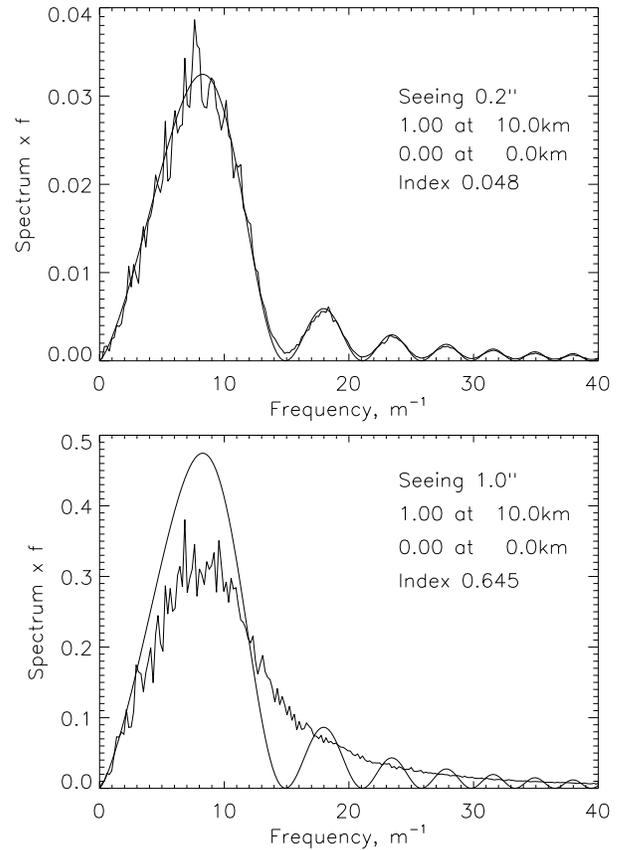 0.04
0.03
0.02
0.01
0.00
Spectrum x f
Seeing 0.2"
1.00 at 10.0km
0.00 at 0.0km
Index 0.048
0 10 20 30 40
Frequency, m⁻¹
0.5
0.4
0.3
0.2
0.1
0.0
Spectrum x f
Seeing 1.0"
1.00 at 10.0km
0.00 at 0.0km
Index 0.645
0 10 20 30 40
Frequency, m⁻¹